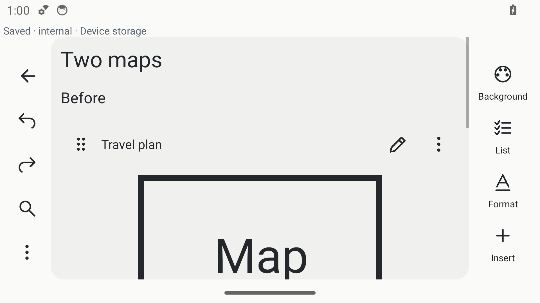 1:00
Saved · internal · Device storage
Two maps
Before
Travel plan
Map
Background
List
Format
Insert